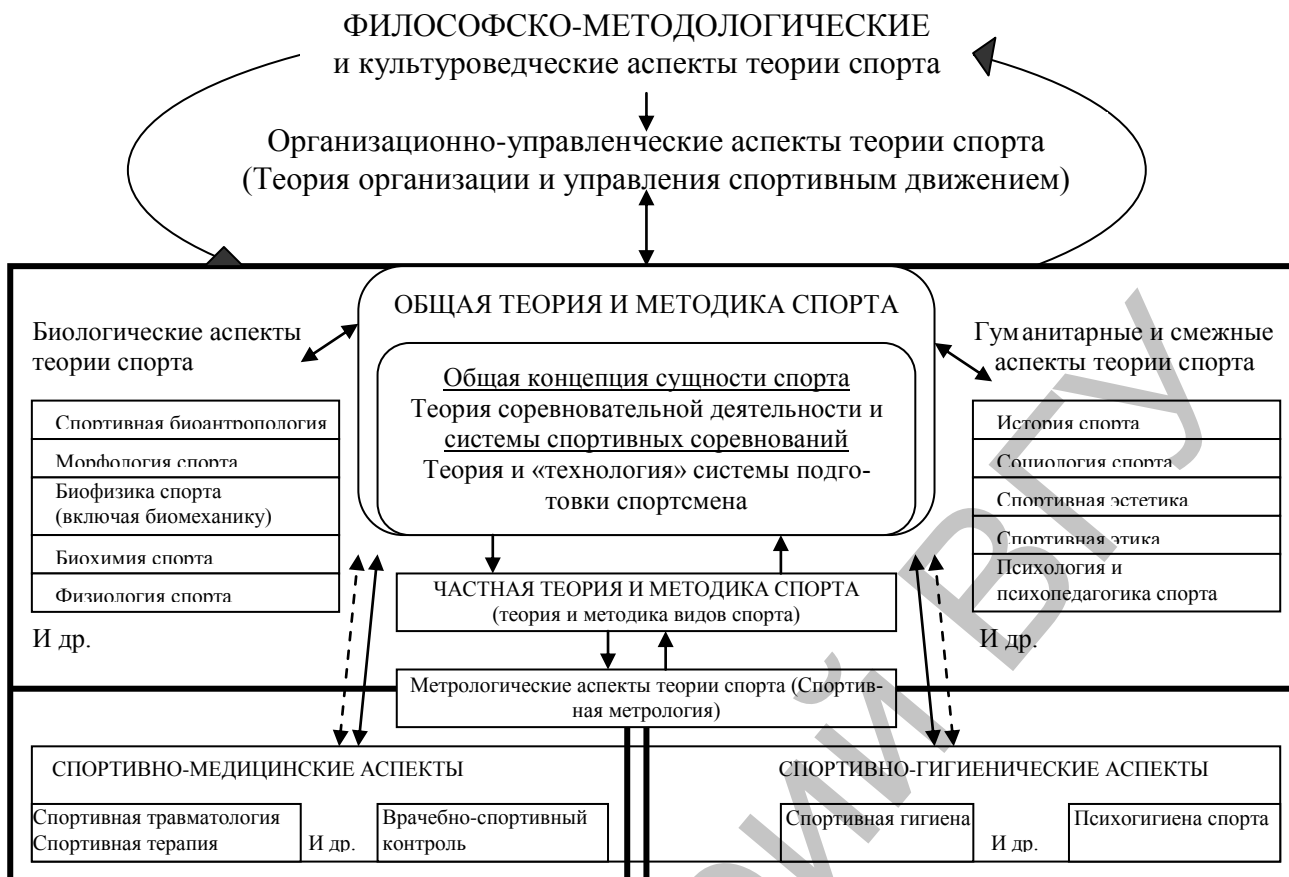 ФИЛОСОФСКО-МЕТОДОЛОГИЧЕСКИЕ
и культуроведческие аспекты теории спорта
Организационно-управленческие аспекты теории спорта
(Теория организации и управления спортивным движением)
ОБЩАЯ ТЕОРИЯ И МЕТОДИКА СПОРТА
Общая концепция сущности спорта
Теория соревновательной деятельности и
системы спортивных соревнований
Теория и «технология» системы подго-
товки спортсмена
Биологические аспекты
теории спорта
Спортивная биоантропология
Морфология спорта
Биофизика спорта
(включая биомеханику)
Биохимия спорта
Физиология спорта
И др.
Гуманитарные и смежные
аспекты теории спорта
История спорта
Социология спорта
Спортивная эстетика
Спортивная этика
Психология и
психопедагогика спорта
И др.
ЧАСТНАЯ ТЕОРИЯ И МЕТОДИКА СПОРТА
(теория и методика видов спорта)
Метрологические аспекты теории спорта (Спортив-
ная метрология)
СПОРТИВНО-МЕДИЦИНСКИЕ АСПЕКТЫ
Спортивная травматология
Спортивная терапия
И др.
Врачебно-спортивный
контроль
СПОРТИВНО-ГИГИЕНИЧЕСКИЕ АСПЕКТЫ
Спортивная гигиена
И др.
Психогигиена спорта
ВГУ